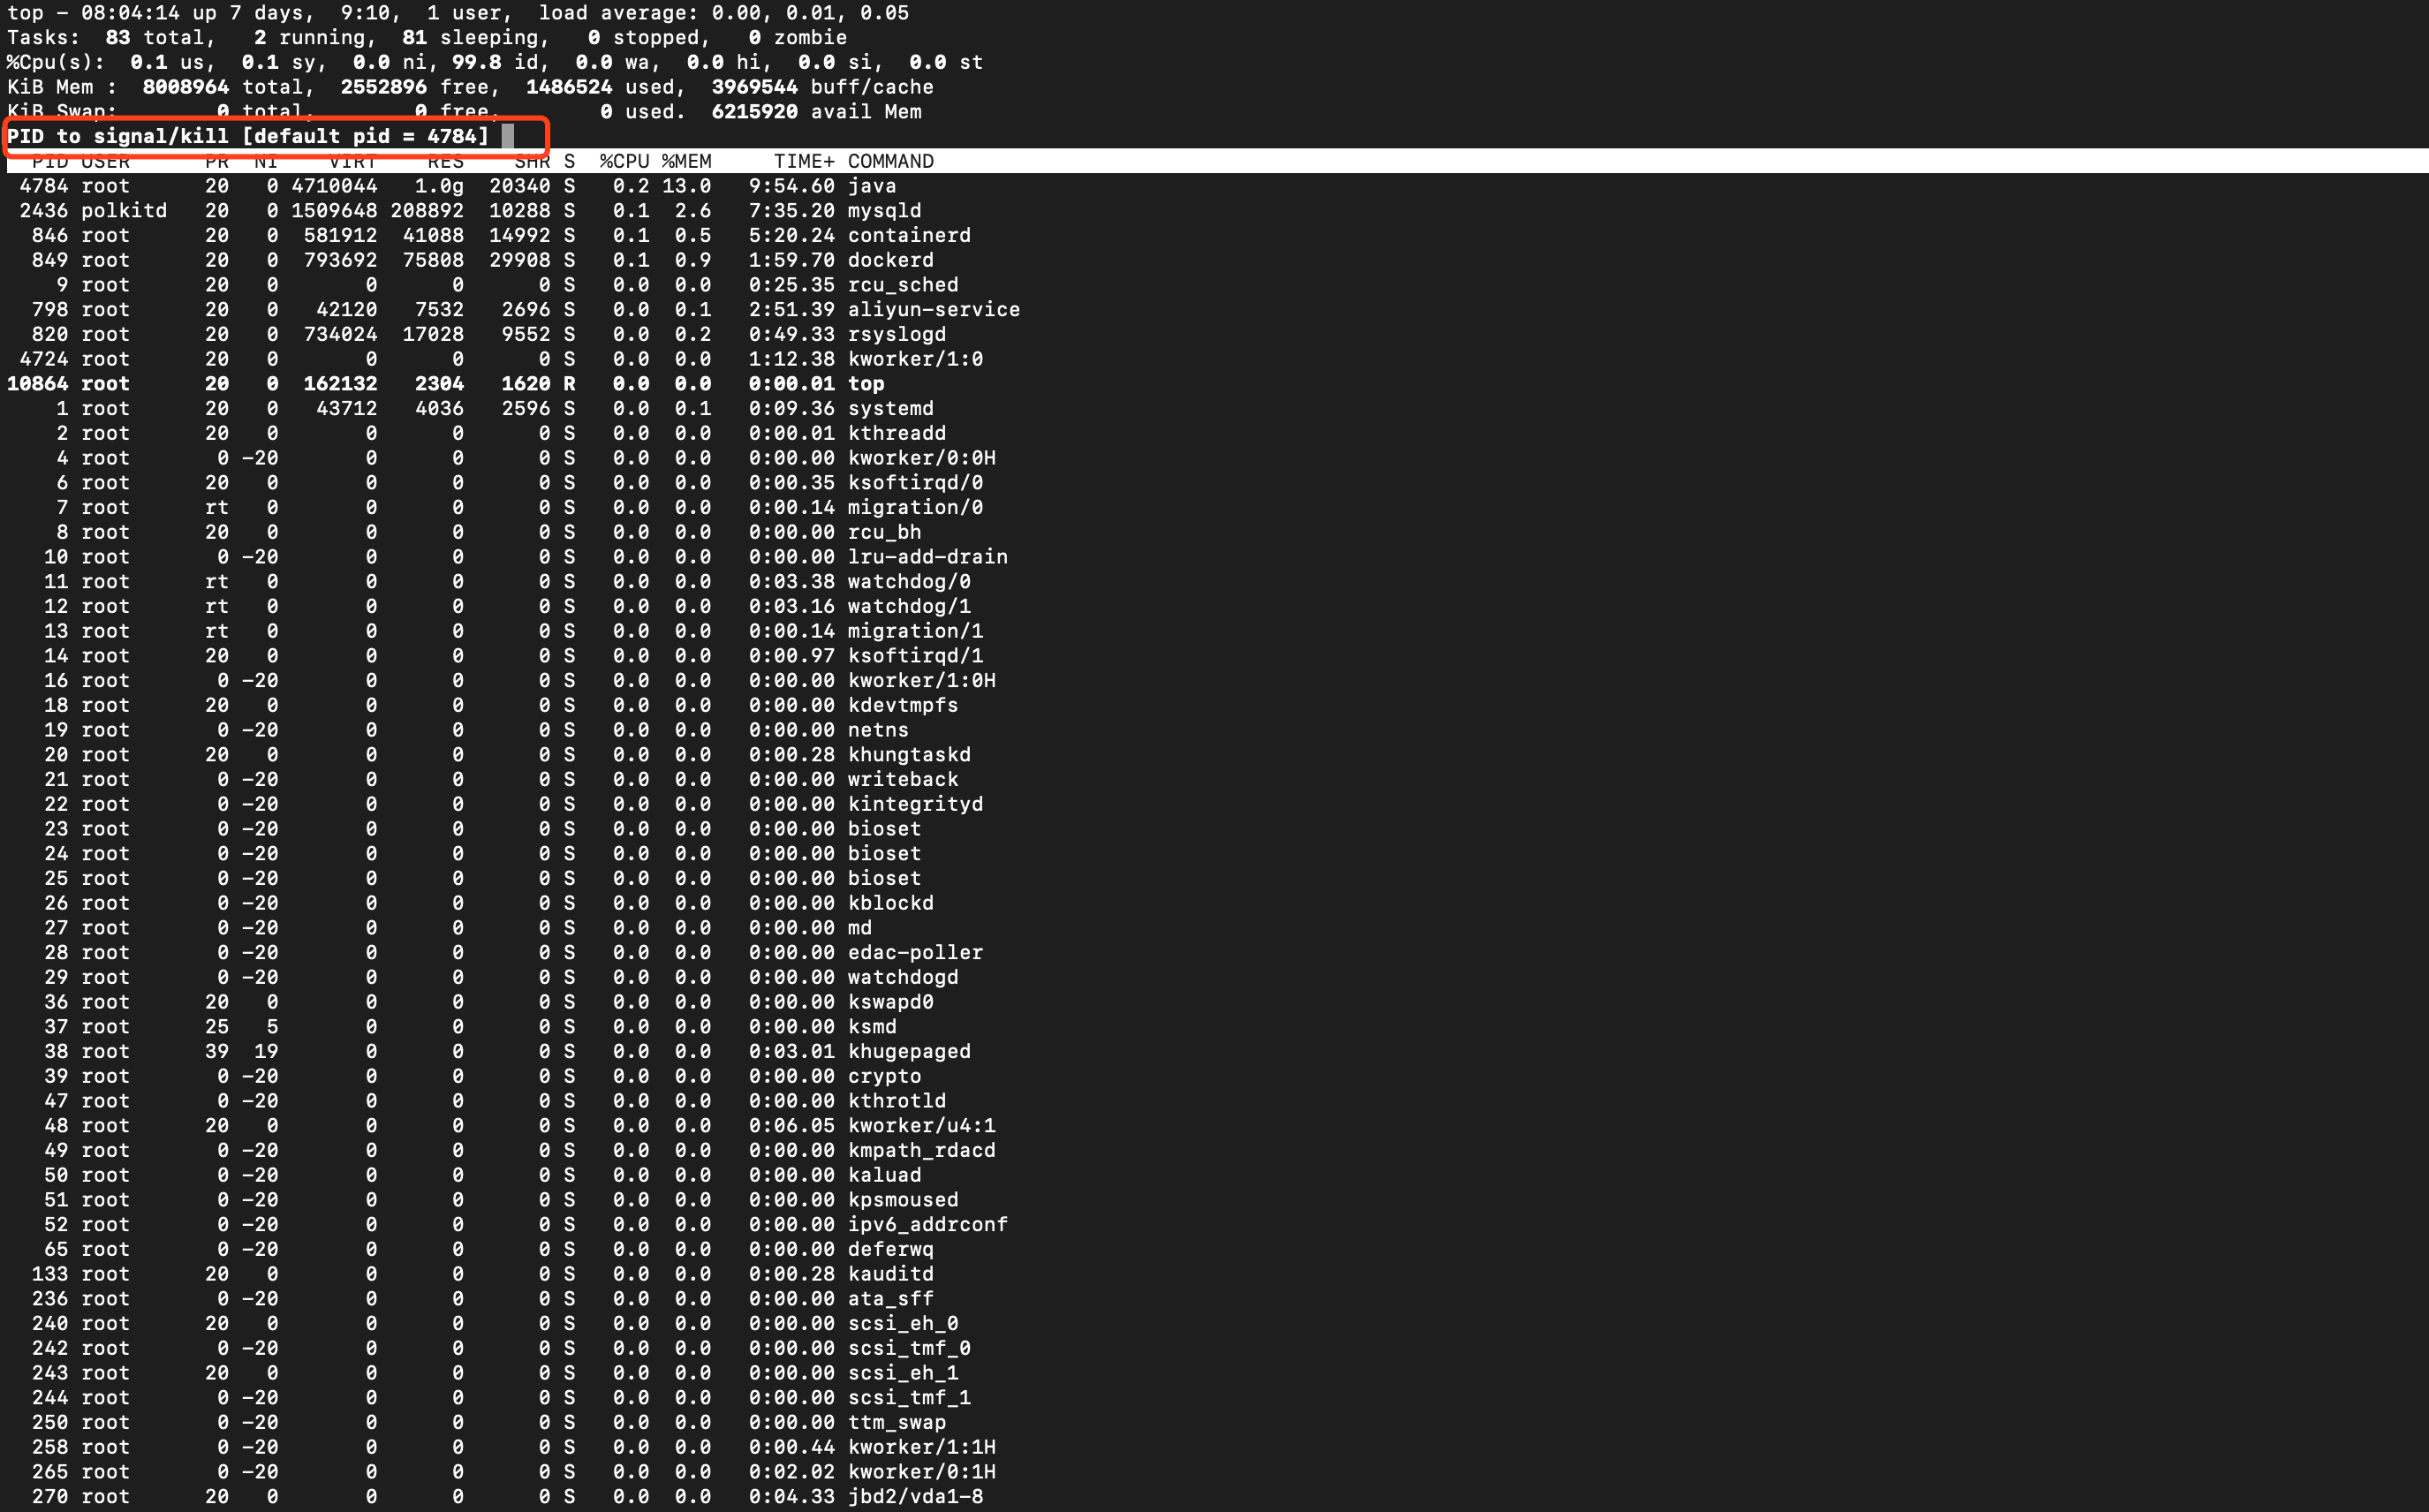 top - 08:04:14 up 7 days,  9:10,  1 user,  load average: 0.00, 0.01, 0.05
Tasks:  83 total,   2 running,  81 sleeping,   0 stopped,   0 zombie
%Cpu(s):  0.1 us,  0.1 sy,  0.0 ni, 99.8 id,  0.0 wa,  0.0 hi,  0.0 si,  0.0 st
KiB Mem :  8008964 total,  2552896 free,  1486524 used,  3969544 buff/cache
KiB Swap:        0 total,        0 free,        0 used.  6215920 avail Mem
PID to signal/kill [default pid = 4784]
  PID USER      PR  NI    VIRT    RES    SHR S  %CPU %MEM     TIME+ COMMAND
 4784 root      20   0 4710044   1.0g  20340 S   0.2 13.0   9:54.60 java
 2436 polkitd   20   0 1509648 208892  10288 S   0.1  2.6   7:35.20 mysqld
  846 root      20   0  581912  41088  14992 S   0.1  0.5   5:20.24 containerd
  849 root      20   0  793692  75808  29908 S   0.1  0.9   1:59.70 dockerd
    9 root      20   0       0      0      0 S   0.0  0.0   0:25.35 rcu_sched
  798 root      20   0   42120   7532   2696 S   0.0  0.1   2:51.39 aliyun-service
  820 root      20   0  734024  17028   9552 S   0.0  0.2   0:49.33 rsyslogd
 4724 root      20   0       0      0      0 S   0.0  0.0   1:12.38 kworker/1:0
10864 root      20   0  162132   2304   1620 R   0.0  0.0   0:00.01 top
    1 root      20   0   43712   4036   2596 S   0.0  0.1   0:09.36 systemd
    2 root      20   0       0      0      0 S   0.0  0.0   0:00.01 kthreadd
    4 root       0 -20       0      0      0 S   0.0  0.0   0:00.00 kworker/0:0H
    6 root      20   0       0      0      0 S   0.0  0.0   0:00.35 ksoftirqd/0
    7 root      rt   0       0      0      0 S   0.0  0.0   0:00.14 migration/0
    8 root      20   0       0      0      0 S   0.0  0.0   0:00.00 rcu_bh
   10 root       0 -20       0      0      0 S   0.0  0.0   0:00.00 lru-add-drain
   11 root      rt   0       0      0      0 S   0.0  0.0   0:03.38 watchdog/0
   12 root      rt   0       0      0      0 S   0.0  0.0   0:03.16 watchdog/1
   13 root      rt   0       0      0      0 S   0.0  0.0   0:00.14 migration/1
   14 root      20   0       0      0      0 S   0.0  0.0   0:00.97 ksoftirqd/1
   16 root       0 -20       0      0      0 S   0.0  0.0   0:00.00 kworker/1:0H
   18 root      20   0       0      0      0 S   0.0  0.0   0:00.00 kdevtmpfs
   19 root       0 -20       0      0      0 S   0.0  0.0   0:00.00 netns
   20 root      20   0       0      0      0 S   0.0  0.0   0:00.28 khungtaskd
   21 root       0 -20       0      0      0 S   0.0  0.0   0:00.00 writeback
   22 root       0 -20       0      0      0 S   0.0  0.0   0:00.00 kintegrityd
   23 root       0 -20       0      0      0 S   0.0  0.0   0:00.00 bioset
   24 root       0 -20       0      0      0 S   0.0  0.0   0:00.00 bioset
   25 root       0 -20       0      0      0 S   0.0  0.0   0:00.00 bioset
   26 root       0 -20       0      0      0 S   0.0  0.0   0:00.00 kblockd
   27 root       0 -20       0      0      0 S   0.0  0.0   0:00.00 md
   28 root       0 -20       0      0      0 S   0.0  0.0   0:00.00 edac-poller
   29 root       0 -20       0      0      0 S   0.0  0.0   0:00.00 watchdogd
   36 root      20   0       0      0      0 S   0.0  0.0   0:00.00 kswapd0
   37 root      25   5       0      0      0 S   0.0  0.0   0:00.00 ksmd
   38 root      39  19       0      0      0 S   0.0  0.0   0:03.01 khugepaged
   39 root       0 -20       0      0      0 S   0.0  0.0   0:00.00 crypto
   47 root       0 -20       0      0      0 S   0.0  0.0   0:00.00 kthrotld
   48 root      20   0       0      0      0 S   0.0  0.0   0:06.05 kworker/u4:1
   49 root       0 -20       0      0      0 S   0.0  0.0   0:00.00 kmpath_rdacd
   50 root       0 -20       0      0      0 S   0.0  0.0   0:00.00 kaluad
   51 root       0 -20       0      0      0 S   0.0  0.0   0:00.00 kpsmoused
   52 root       0 -20       0      0      0 S   0.0  0.0   0:00.00 ipv6_addrconf
   65 root       0 -20       0      0      0 S   0.0  0.0   0:00.00 deferwq
  133 root      20   0       0      0      0 S   0.0  0.0   0:00.28 kauditd
  236 root       0 -20       0      0      0 S   0.0  0.0   0:00.00 ata_sff
  240 root      20   0       0      0      0 S   0.0  0.0   0:00.00 scsi_eh_0
  242 root       0 -20       0      0      0 S   0.0  0.0   0:00.00 scsi_tmf_0
  243 root      20   0       0      0      0 S   0.0  0.0   0:00.00 scsi_eh_1
  244 root       0 -20       0      0      0 S   0.0  0.0   0:00.00 scsi_tmf_1
  250 root       0 -20       0      0      0 S   0.0  0.0   0:00.00 ttm_swap
  258 root       0 -20       0      0      0 S   0.0  0.0   0:00.44 kworker/1:1H
  265 root       0 -20       0      0      0 S   0.0  0.0   0:02.02 kworker/0:1H
  270 root      20   0       0      0      0 S   0.0  0.0   0:04.33 jbd2/vda1-8